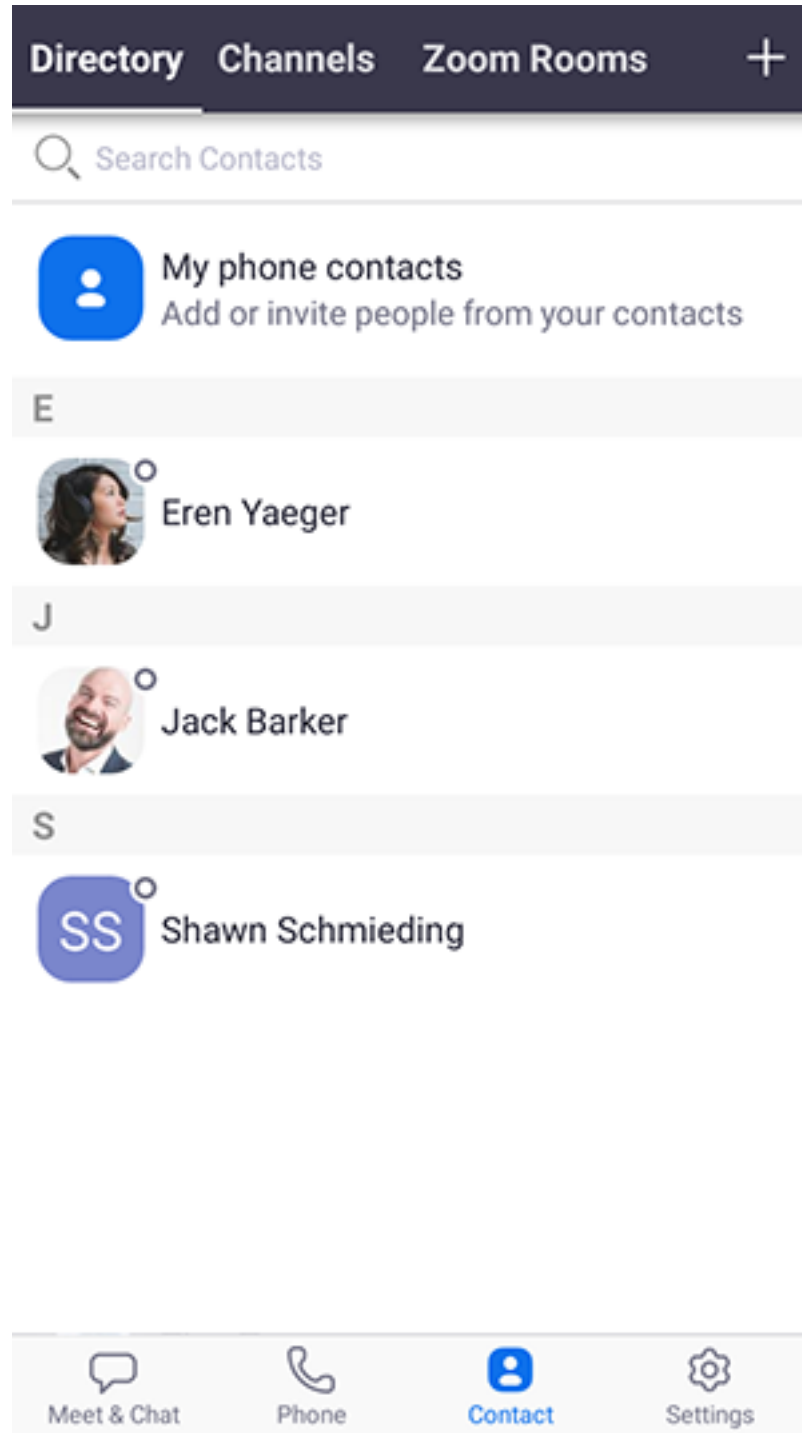 Directory Channels Zoom Rooms +
Search Contacts
My phone contacts
Add or invite people from your contacts
E
Eren Yaeger
J
Jack Barker
S
SS Shawn Schmieding
Meet & Chat Phone Contact Settings